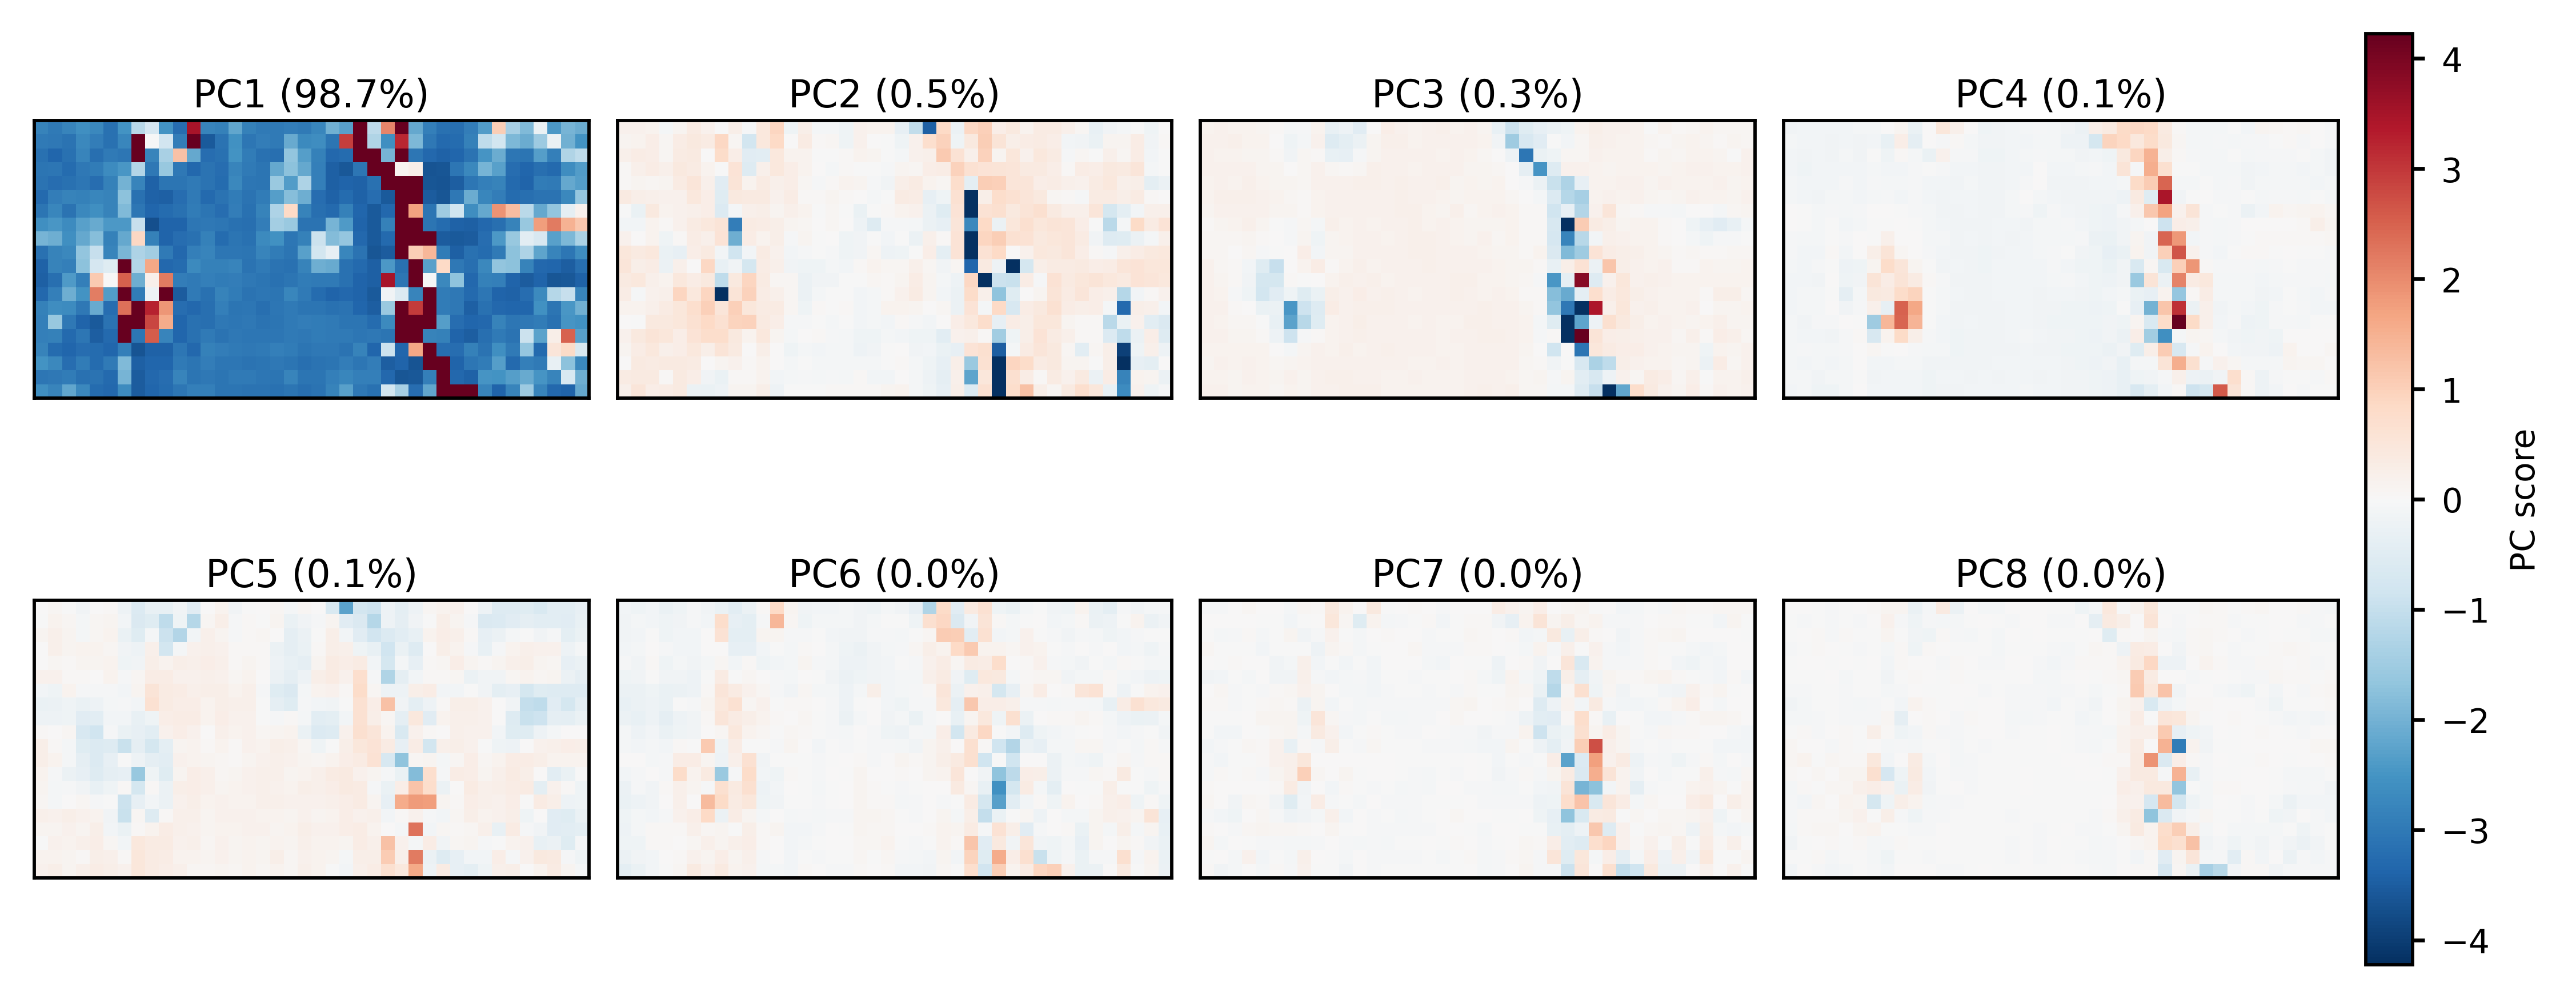 PC1 (98.7%)
PC2 (0.5%)
PC3 (0.3%)
PC4 (0.1%)
PC5 (0.1%)
PC6 (0.0%)
PC7 (0.0%)
PC8 (0.0%)
4
3
2
1
0
−1
−2
−3
−4
PC score